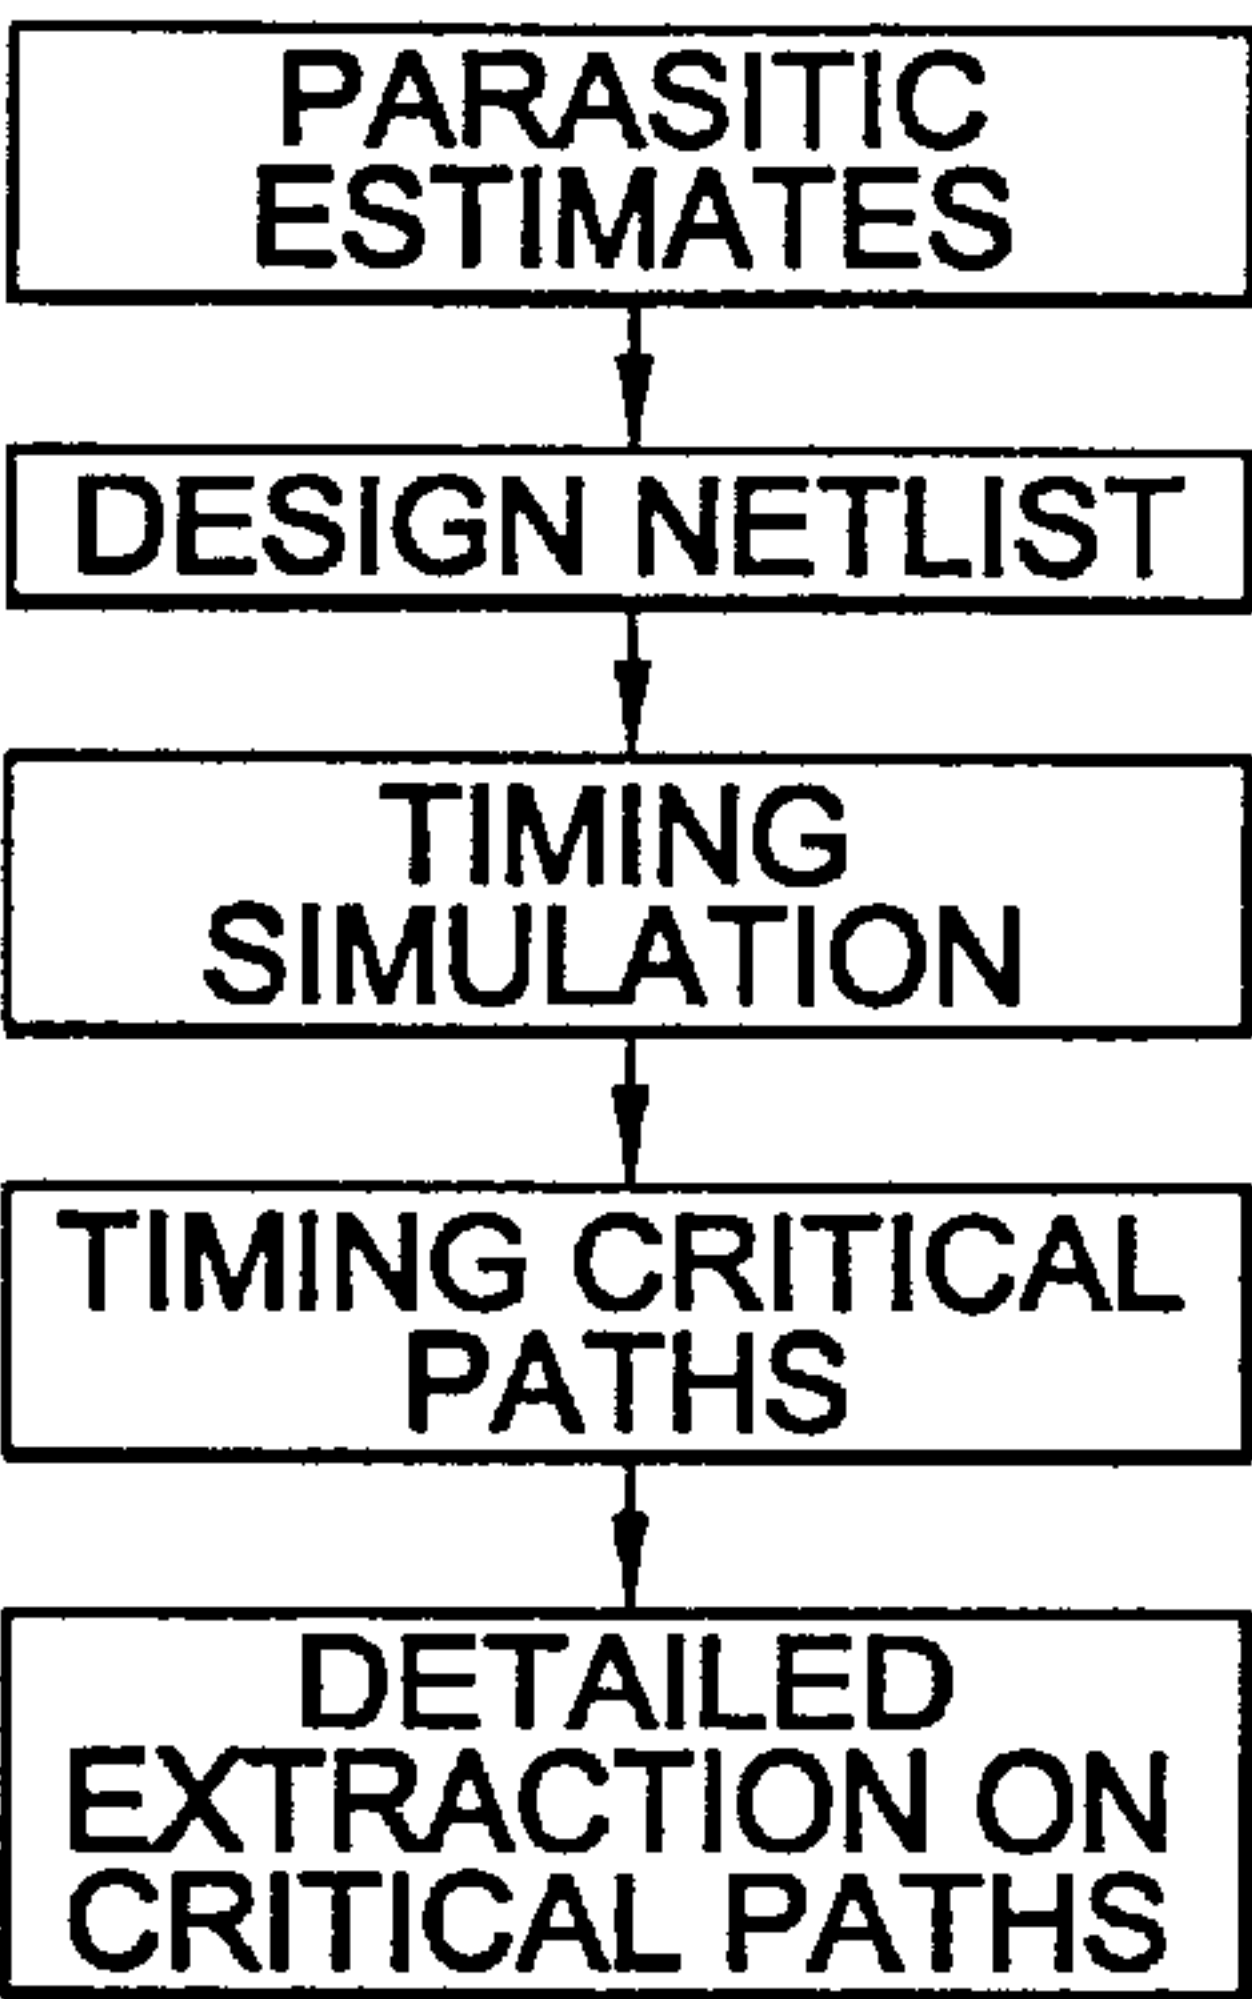 PARASITIC
ESTIMATES
DESIGN NETLIST
TIMING
SIMULATION
TIMING CRITICAL
PATHS
DETAILED
EXTRACTION ON
CRITICAL PATHS